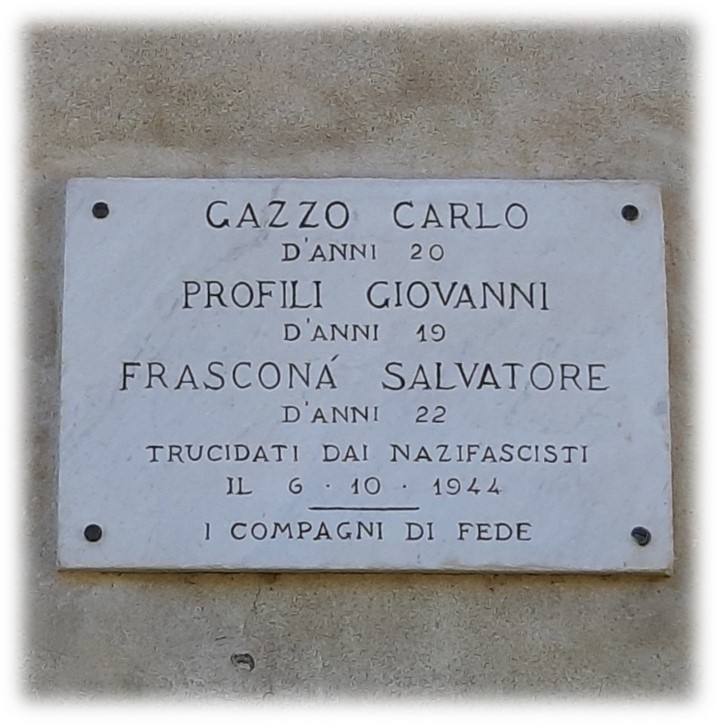 GAZZO CARLO
D'ANNI 20
PROFILI GIOVANNI
D'ANNI 19
FRASCONÁ SALVATORE
D'ANNI 22
TRUCIDATI DAI NAZIFASCISTI
IL 6 · 10 · 1944
I COMPAGNI DI FEDE